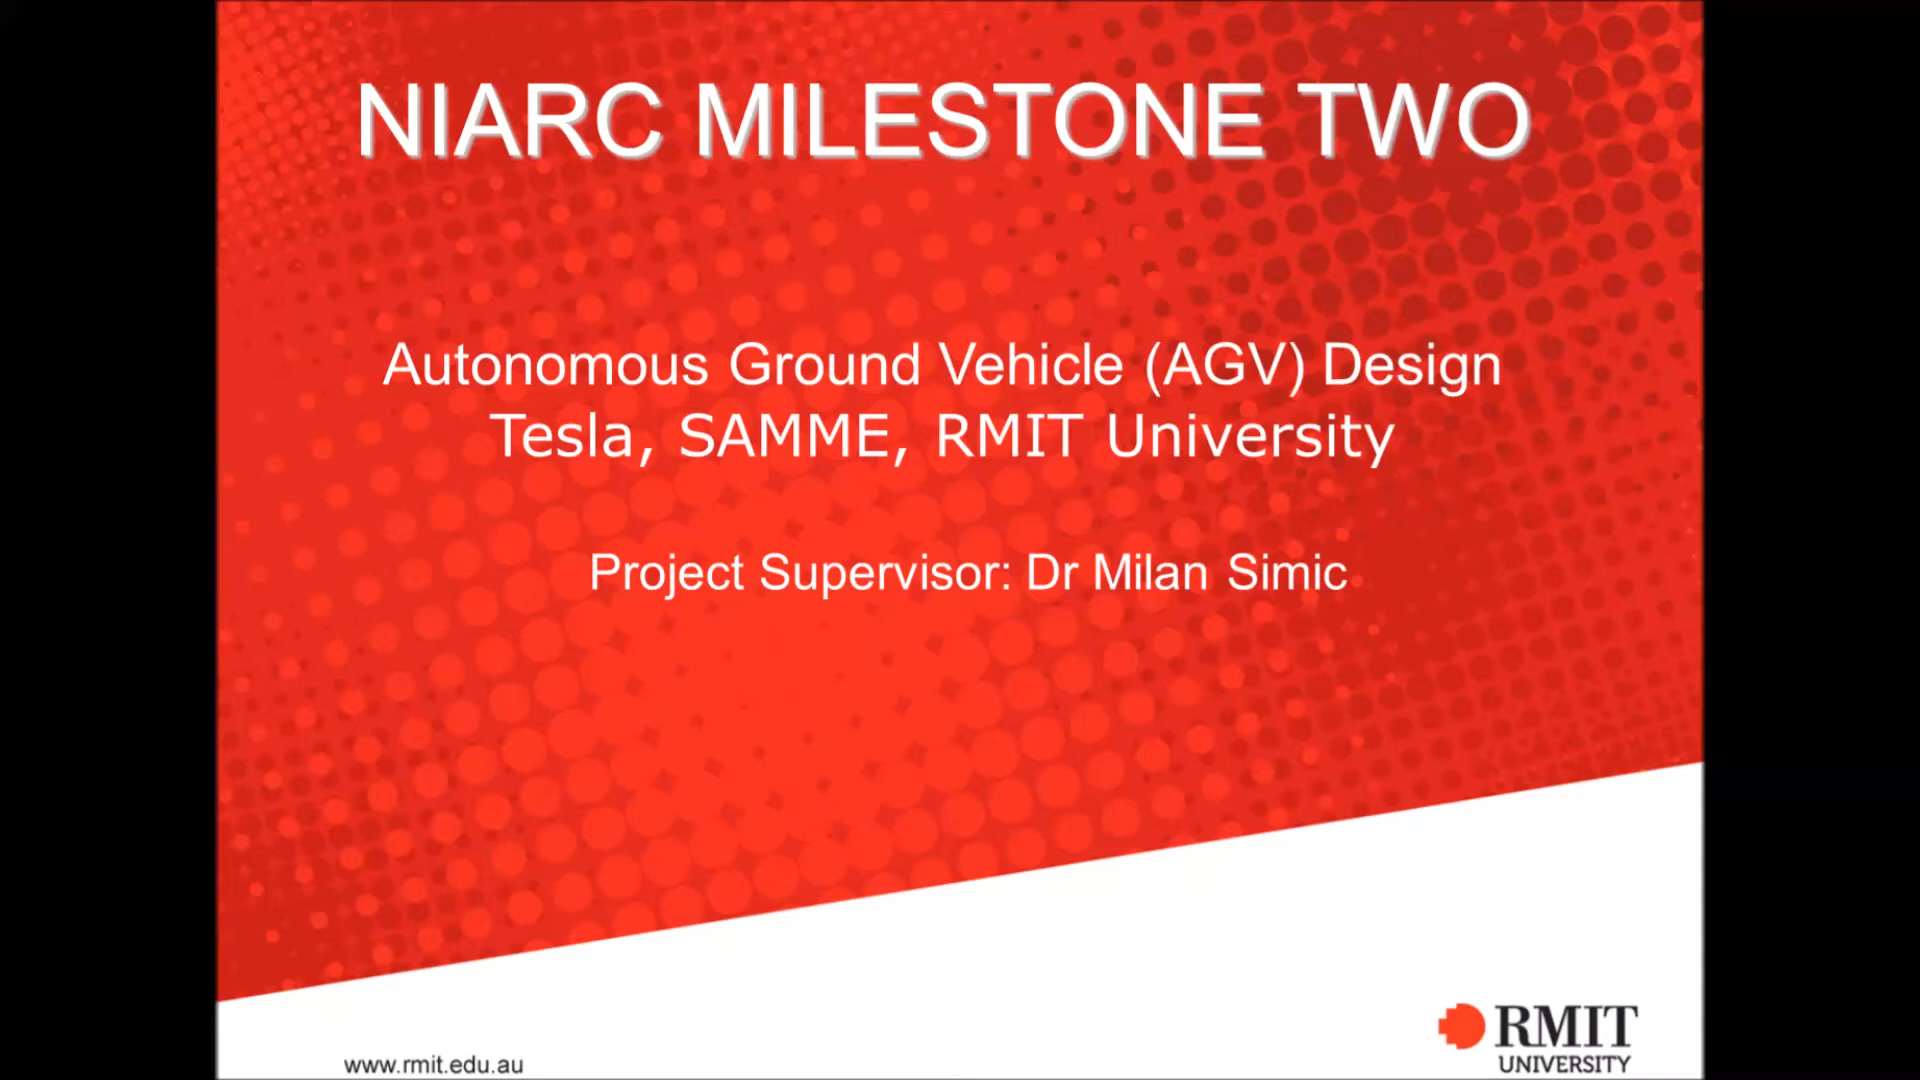 NIARC MILESTONE TWO
Autonomous Ground Vehicle (AGV) Design
Tesla, SAMME, RMIT University
Project Supervisor: Dr Milan Simic
www.rmit.edu.au
RMIT
UNIVERSITY